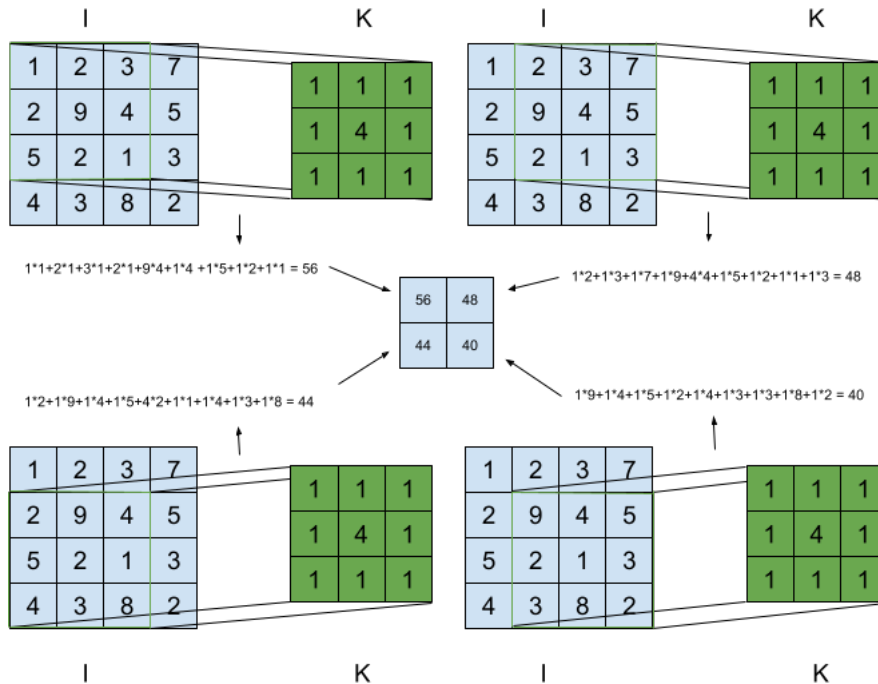 I K I K
1 2 3 7
2 9 4 5
5 2 1 3
4 3 8 2
1 1 1
1 4 1
1 1 1
1 2 3 7
2 9 4 5
5 2 1 3
4 3 8 2
1 1 1
1 4 1
1 1 1
1*1+2*1+3*1+2*1+9*4+1*4 +1*5+1*2+1*1 = 56
1*2+1*3+1*7+1*9+4*4+1*5+1*2+1*1+1*3 = 48
56 48
44 40
1*2+1*9+1*4+1*5+4*2+1*1+1*4+1*3+1*8 = 44
1*9+1*4+1*5+1*2+1*4+1*3+1*3+1*8+1*2 = 40
1 2 3 7
2 9 4 5
5 2 1 3
4 3 8 2
1 1 1
1 4 1
1 1 1
1 2 3 7
2 9 4 5
5 2 1 3
4 3 8 2
1 1 1
1 4 1
1 1 1
I K I K